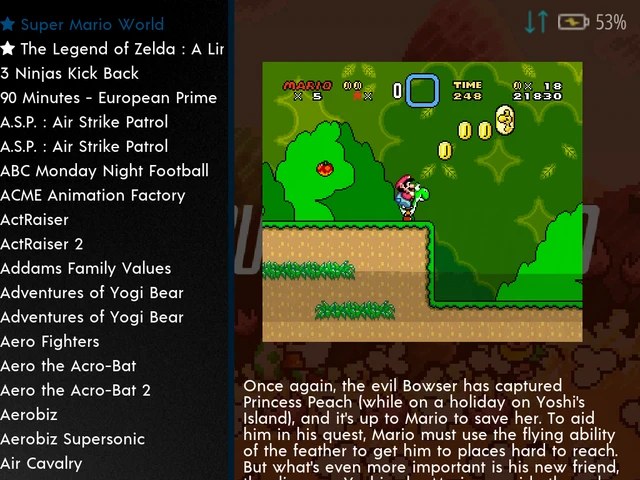 Super Mario World
The Legend of Zelda : A Lin
3 Ninjas Kick Back
90 Minutes - European Prime
A.S.P. : Air Strike Patrol
A.S.P. : Air Strike Patrol
ABC Monday Night Football
ACME Animation Factory
ActRaiser
ActRaiser 2
Addams Family Values
Adventures of Yogi Bear
Adventures of Yogi Bear
Aero Fighters
Aero the Acro-Bat
Aero the Acro-Bat 2
Aerobiz
Aerobiz Supersonic
Air Cavalry
53%
MARIO
x 5
x
0
TIME
248
x 18
21830
Once again, the evil Bowser has captured
Princess Peach (while on a holiday on Yoshi's
Island), and it's up to Mario to save her. To aid
him in his quest, Mario must use the flying ability
of the feather to get him to places hard to reach.
But what's even more important is his new friend,